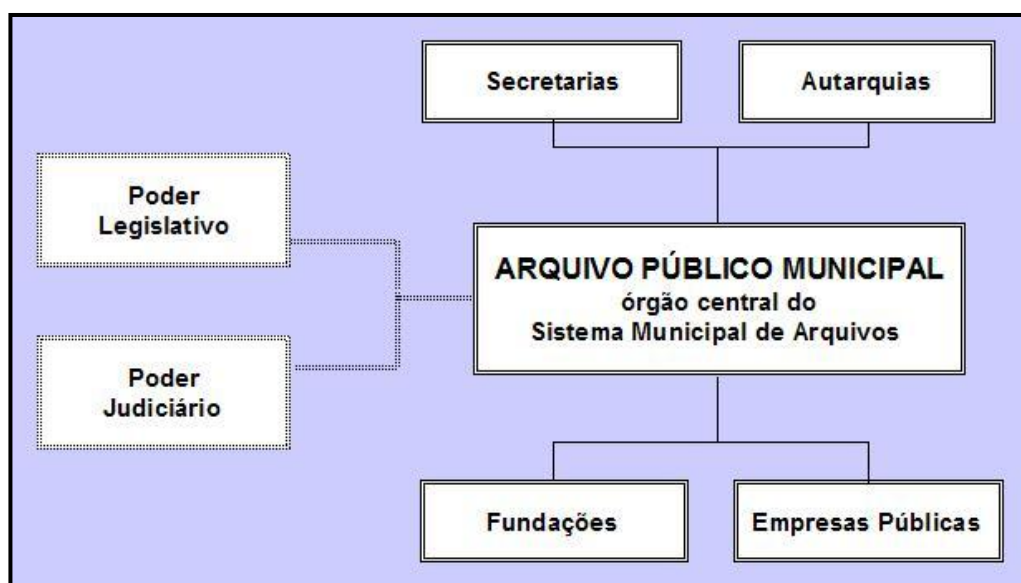 Secretarias
Autarquias
Poder
Legislativo
ARQUIVO PÚBLICO MUNICIPAL
órgão central do
Sistema Municipal de Arquivos
Poder
Judiciário
Fundações
Empresas Públicas